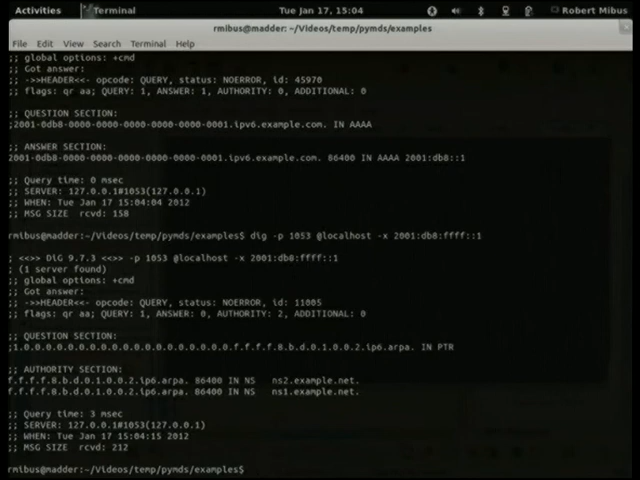 Activities Terminal Tue Jan 17, 15:04 Robert Mibus
rmibus@madder: ~/Videos/temp/pymds/examples
File Edit View Search Terminal Help
;; global options: +cmd
;; Got answer:
;; ->>HEADER<<- opcode: QUERY, status: NOERROR, id: 45970
;; flags: qr aa; QUERY: 1, ANSWER: 1, AUTHORITY: 0, ADDITIONAL: 0
;; QUESTION SECTION:
;2001-0db8-0000-0000-0000-0000-0000-0001.ipv6.example.com. IN AAAA
;; ANSWER SECTION:
2001-0db8-0000-0000-0000-0000-0000-0001.ipv6.example.com. 86400 IN AAAA 2001:db8::1
;; Query time: 0 msec
;; SERVER: 127.0.0.1#1053(127.0.0.1)
;; WHEN: Tue Jan 17 15:04:04 2012
;; MSG SIZE rcvd: 158
rmibus@madder:~/Videos/temp/pymds/examples$ dig -p 1053 @localhost -x 2001:db8:ffff::1
; <<>> DiG 9.7.3 <<>> -p 1053 @localhost -x 2001:db8:ffff::1
; (1 server found)
;; global options: +cmd
;; Got answer:
;; ->>HEADER<<- opcode: QUERY, status: NOERROR, id: 11005
;; flags: qr aa; QUERY: 1, ANSWER: 0, AUTHORITY: 2, ADDITIONAL: 0
;; QUESTION SECTION:
;1.0.0.0.0.0.0.0.0.0.0.0.0.0.0.0.0.0.0.0.f.f.f.f.8.b.d.0.1.0.0.2.ip6.arpa. IN PTR
;; AUTHORITY SECTION:
f.f.f.f.8.b.d.0.1.0.0.2.ip6.arpa. 86400 IN NS ns2.example.net.
f.f.f.f.8.b.d.0.1.0.0.2.ip6.arpa. 86400 IN NS ns1.example.net.
;; Query time: 3 msec
;; SERVER: 127.0.0.1#1053(127.0.0.1)
;; WHEN: Tue Jan 17 15:04:15 2012
;; MSG SIZE rcvd: 212
rmibus@madder:~/Videos/temp/pymds/examples$